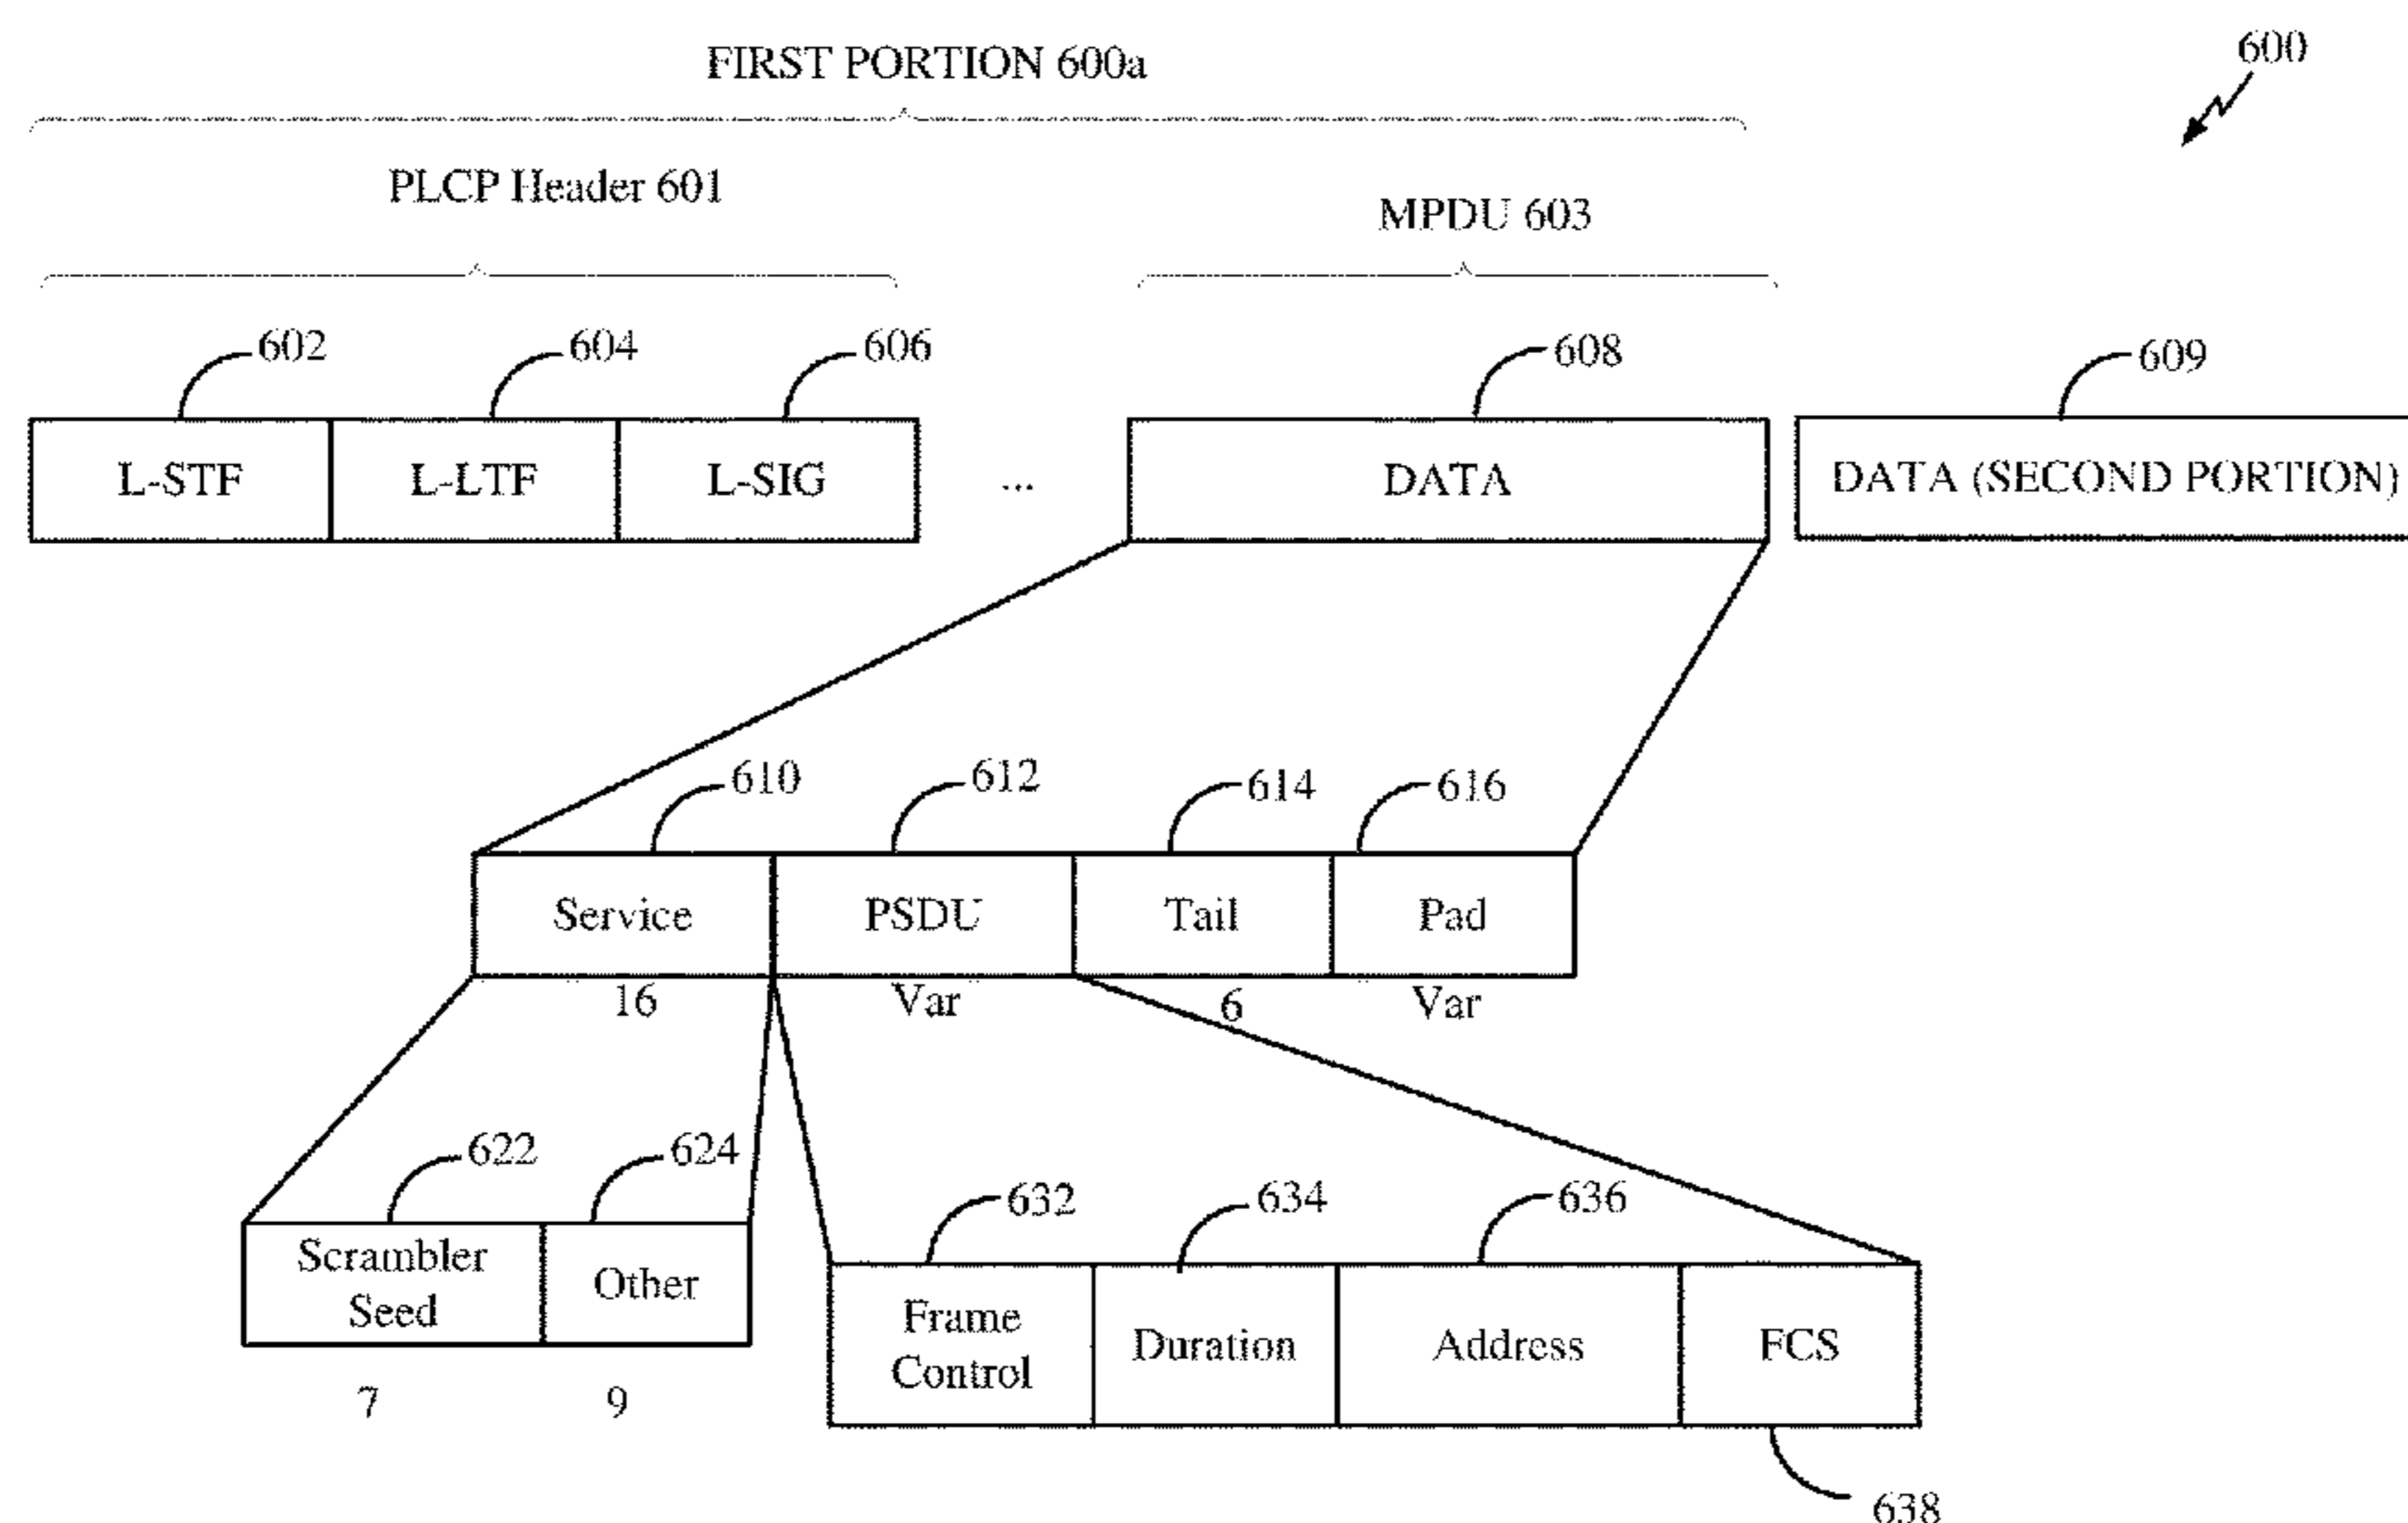 FIRST PORTION 600a
600
PLCP Header 601
MPDU 603
602
604
606
608
609
L-STF
L-LTF
L-SIG
...
DATA
DATA (SECOND PORTION)
610
612
614
616
Service
PSDU
Tail
Pad
16
Var
6
Var
622
624
632
634
636
Scrambler
Seed
Other
Frame
Control
Duration
Address
FCS
7
9
638